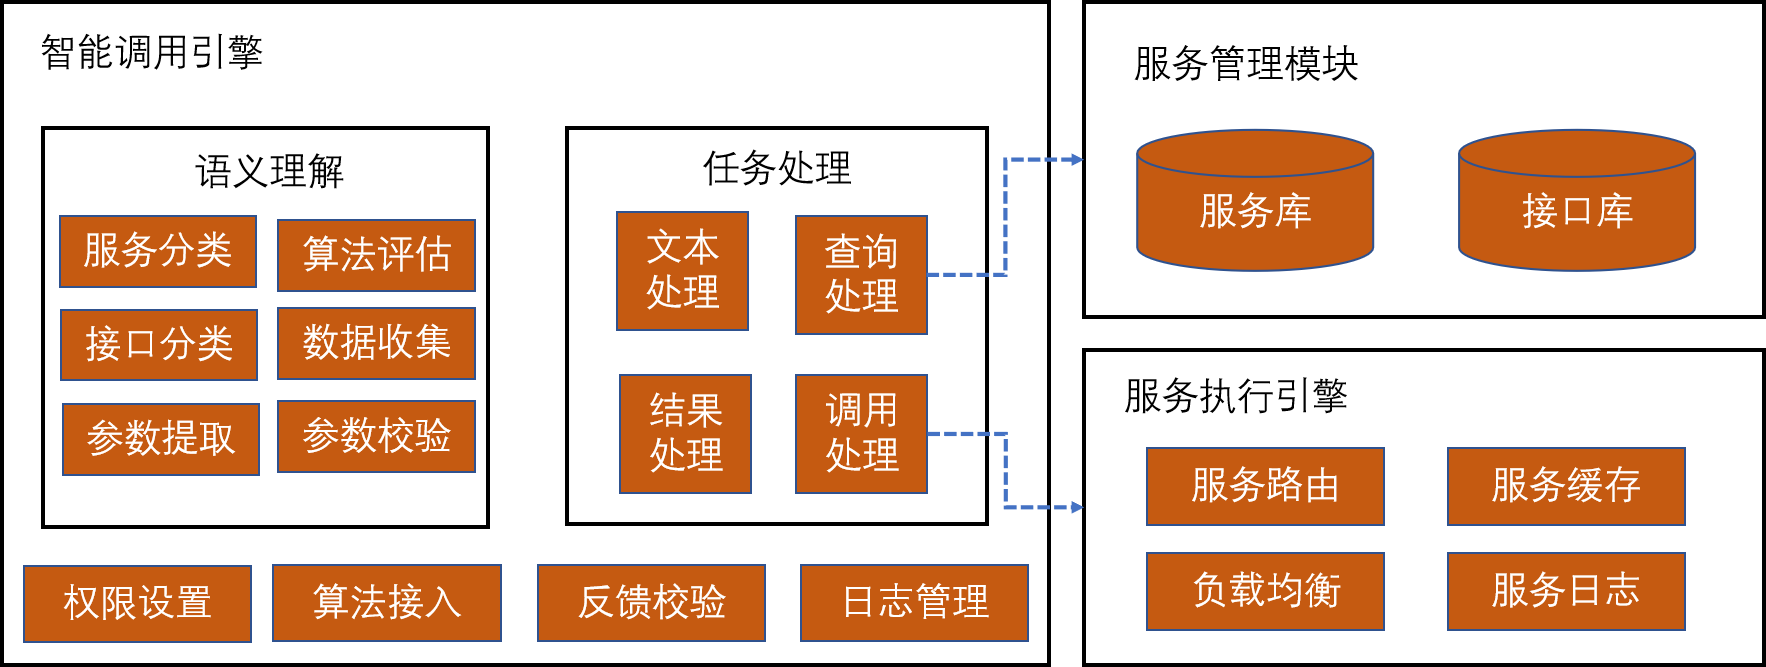 智能调用引擎
语义理解
服务分类
算法评估
接口分类
数据收集
参数提取
参数校验
任务处理
文本
处理
查询
处理
结果
处理
调用
处理
权限设置
算法接入
反馈校验
日志管理
服务管理模块
服务库
接口库
服务执行引擎
服务路由
服务缓存
负载均衡
服务日志